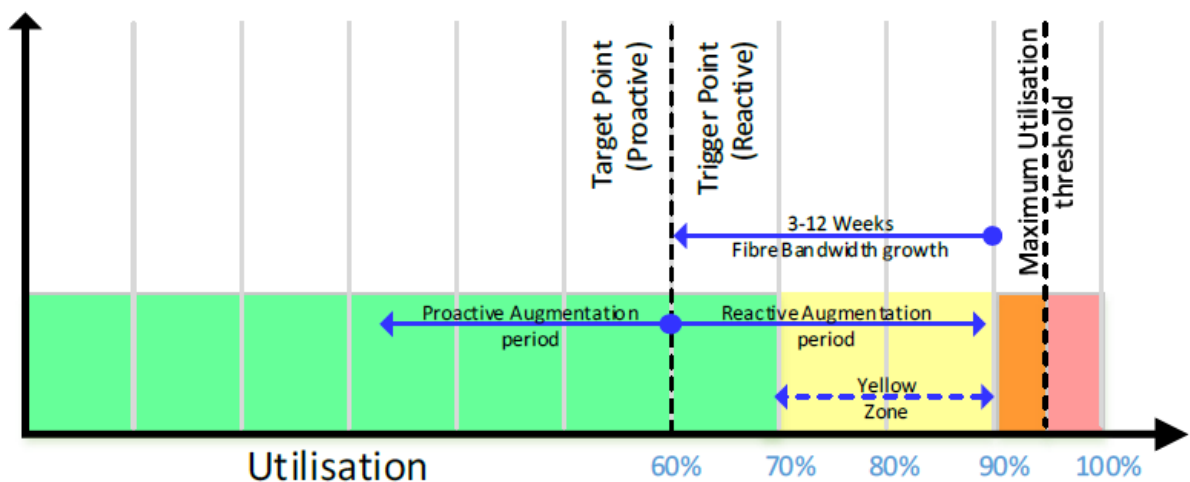 Target Point
(Proactive)
Trigger Point
(Reactive)
Maximum Utilisation
threshold
3-12 Weeks
Fibre Bandwidth growth
Proactive Augmentation
period
Reactive Augmentation
period
Yellow
Zone
Utilisation
60%
70%
80%
90%
100%